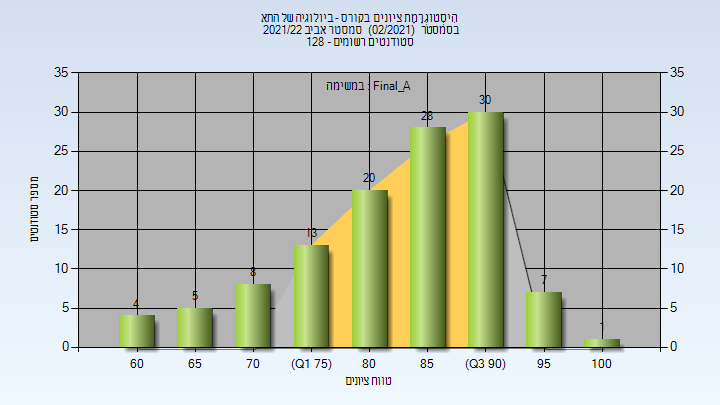 היסטוגרמת ציונים בקורס - ביולוגיה של התא
בסמסטר (02/2021) סמסטר אביב 2021/22
סטודנטים רשומים - 128
במשימה : Final_A
35 35
30 30 30
28
25 25
20 20 20
15 15
13
10 10
8
7
5 5 5
4
1
0 0
60 65 70 (Q1 75) 80 85 (Q3 90) 95 100
מספר סטודנטים
טווח ציונים